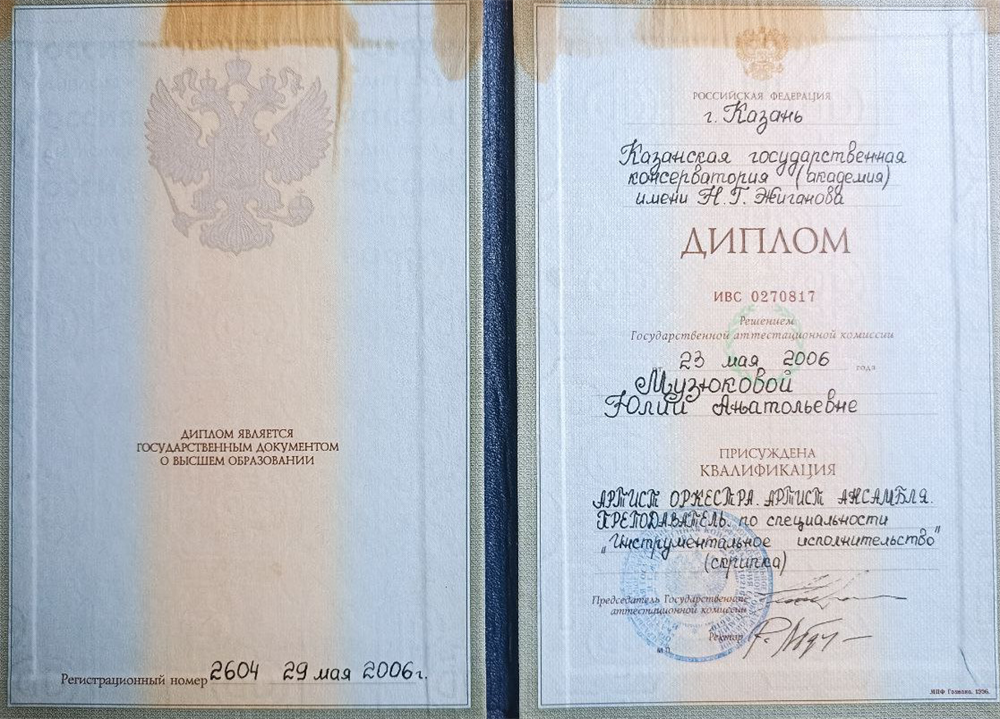 ДИПЛОМ ЯВЛЯЕТСЯ
ГОСУДАРСТВЕННЫМ ДОКУМЕНТОМ
О ВЫСШЕМ ОБРАЗОВАНИИ
Регистрационный номер 2604 29 мая 2006г.
РОССИЙСКАЯ ФЕДЕРАЦИЯ
г. Казань
Казанская государственная
консерватория (академия)
имени Н.Г. Жиганова
ДИПЛОМ
ИВС 0270817
Решением
Государственной аттестационной комиссии
23 мая 2006 года
Музюковой
Юлии Анатольевне
ПРИСУЖДЕНА
КВАЛИФИКАЦИЯ
АРТИСТ ОРКЕСТРА. АРТИСТ АНСАМБЛЯ.
ПРЕПОДАВАТЕЛЬ. по специальности
"Инструментальное исполнительство"
(скрипка)
Председатель Государственной
аттестационной комиссии
Ректор
М.П.